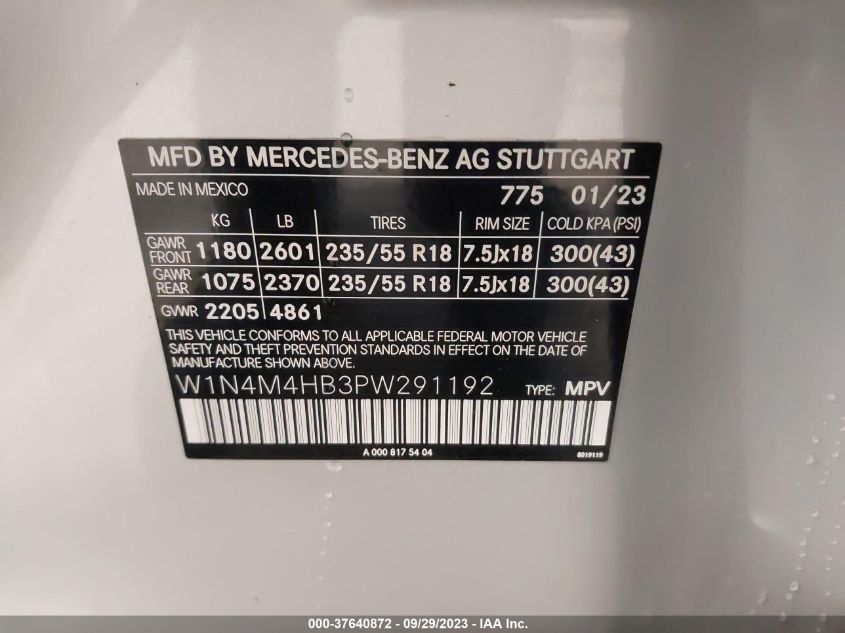 MFD BY MERCEDES-BENZ AG STUTTGART
MADE IN MEXICO 775 01/23
KG LB TIRES RIM SIZE COLD KPA (PSI)
GAWR FRONT 1180 2601 235/55 R18 7.5Jx18 300(43)
GAWR REAR 1075 2370 235/55 R18 7.5Jx18 300(43)
GVWR 2205 4861
THIS VEHICLE CONFORMS TO ALL APPLICABLE FEDERAL MOTOR VEHICLE
SAFETY AND THEFT PREVENTION STANDARDS IN EFFECT ON THE DATE OF
MANUFACTURE SHOWN ABOVE.
W1N4M4HB3PW291192 TYPE: MPV
A 000 817 54 04 8019119
000-37640872 - 09/29/2023 - IAA Inc.